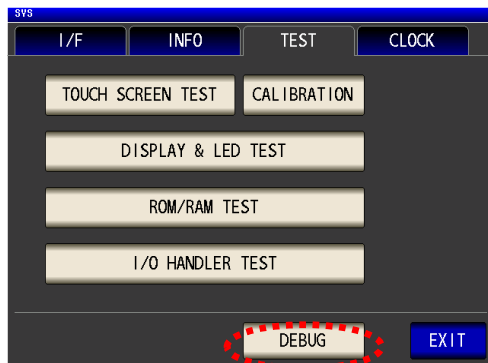 SYS
I/F INFO TEST CLOCK
TOUCH SCREEN TEST CALIBRATION
DISPLAY & LED TEST
ROM/RAM TEST
I/O HANDLER TEST
DEBUG EXIT